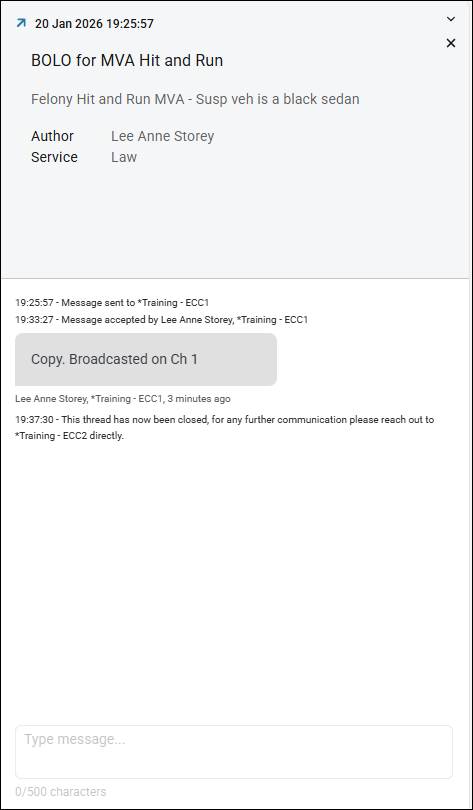 20 Jan 2026 19:25:57
BOLO for MVA Hit and Run
Felony Hit and Run MVA - Susp veh is a black sedan
Author Lee Anne Storey
Service Law
19:25:57 - Message sent to *Training - ECC1
19:33:27 - Message accepted by Lee Anne Storey, *Training - ECC1
Copy. Broadcasted on Ch 1
Lee Anne Storey, *Training - ECC1, 3 minutes ago
19:37:30 - This thread has now been closed, for any further communication please reach out to
*Training - ECC2 directly.
Type message...
0/500 characters